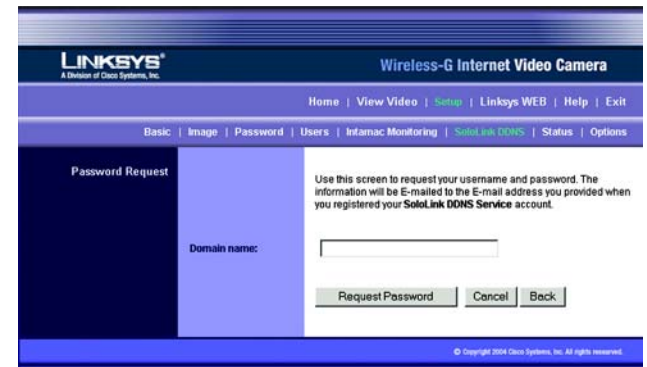 LINKSYS®
A Division of Cisco Systems, Inc.
Wireless-G Internet Video Camera
Home | View Video | Setup | Linksys WEB | Help | Exit
Basic | Image | Password | Users | Intamac Monitoring | SoloLink DDNS | Status | Options
Password Request
Use this screen to request your username and password. The
information will be E-mailed to the E-mail address you provided when
you registered your SoloLink DDNS Service account.
Domain name:
Request Password Cancel Back
© Copyright 2004 Cisco Systems, Inc. All rights reserved.